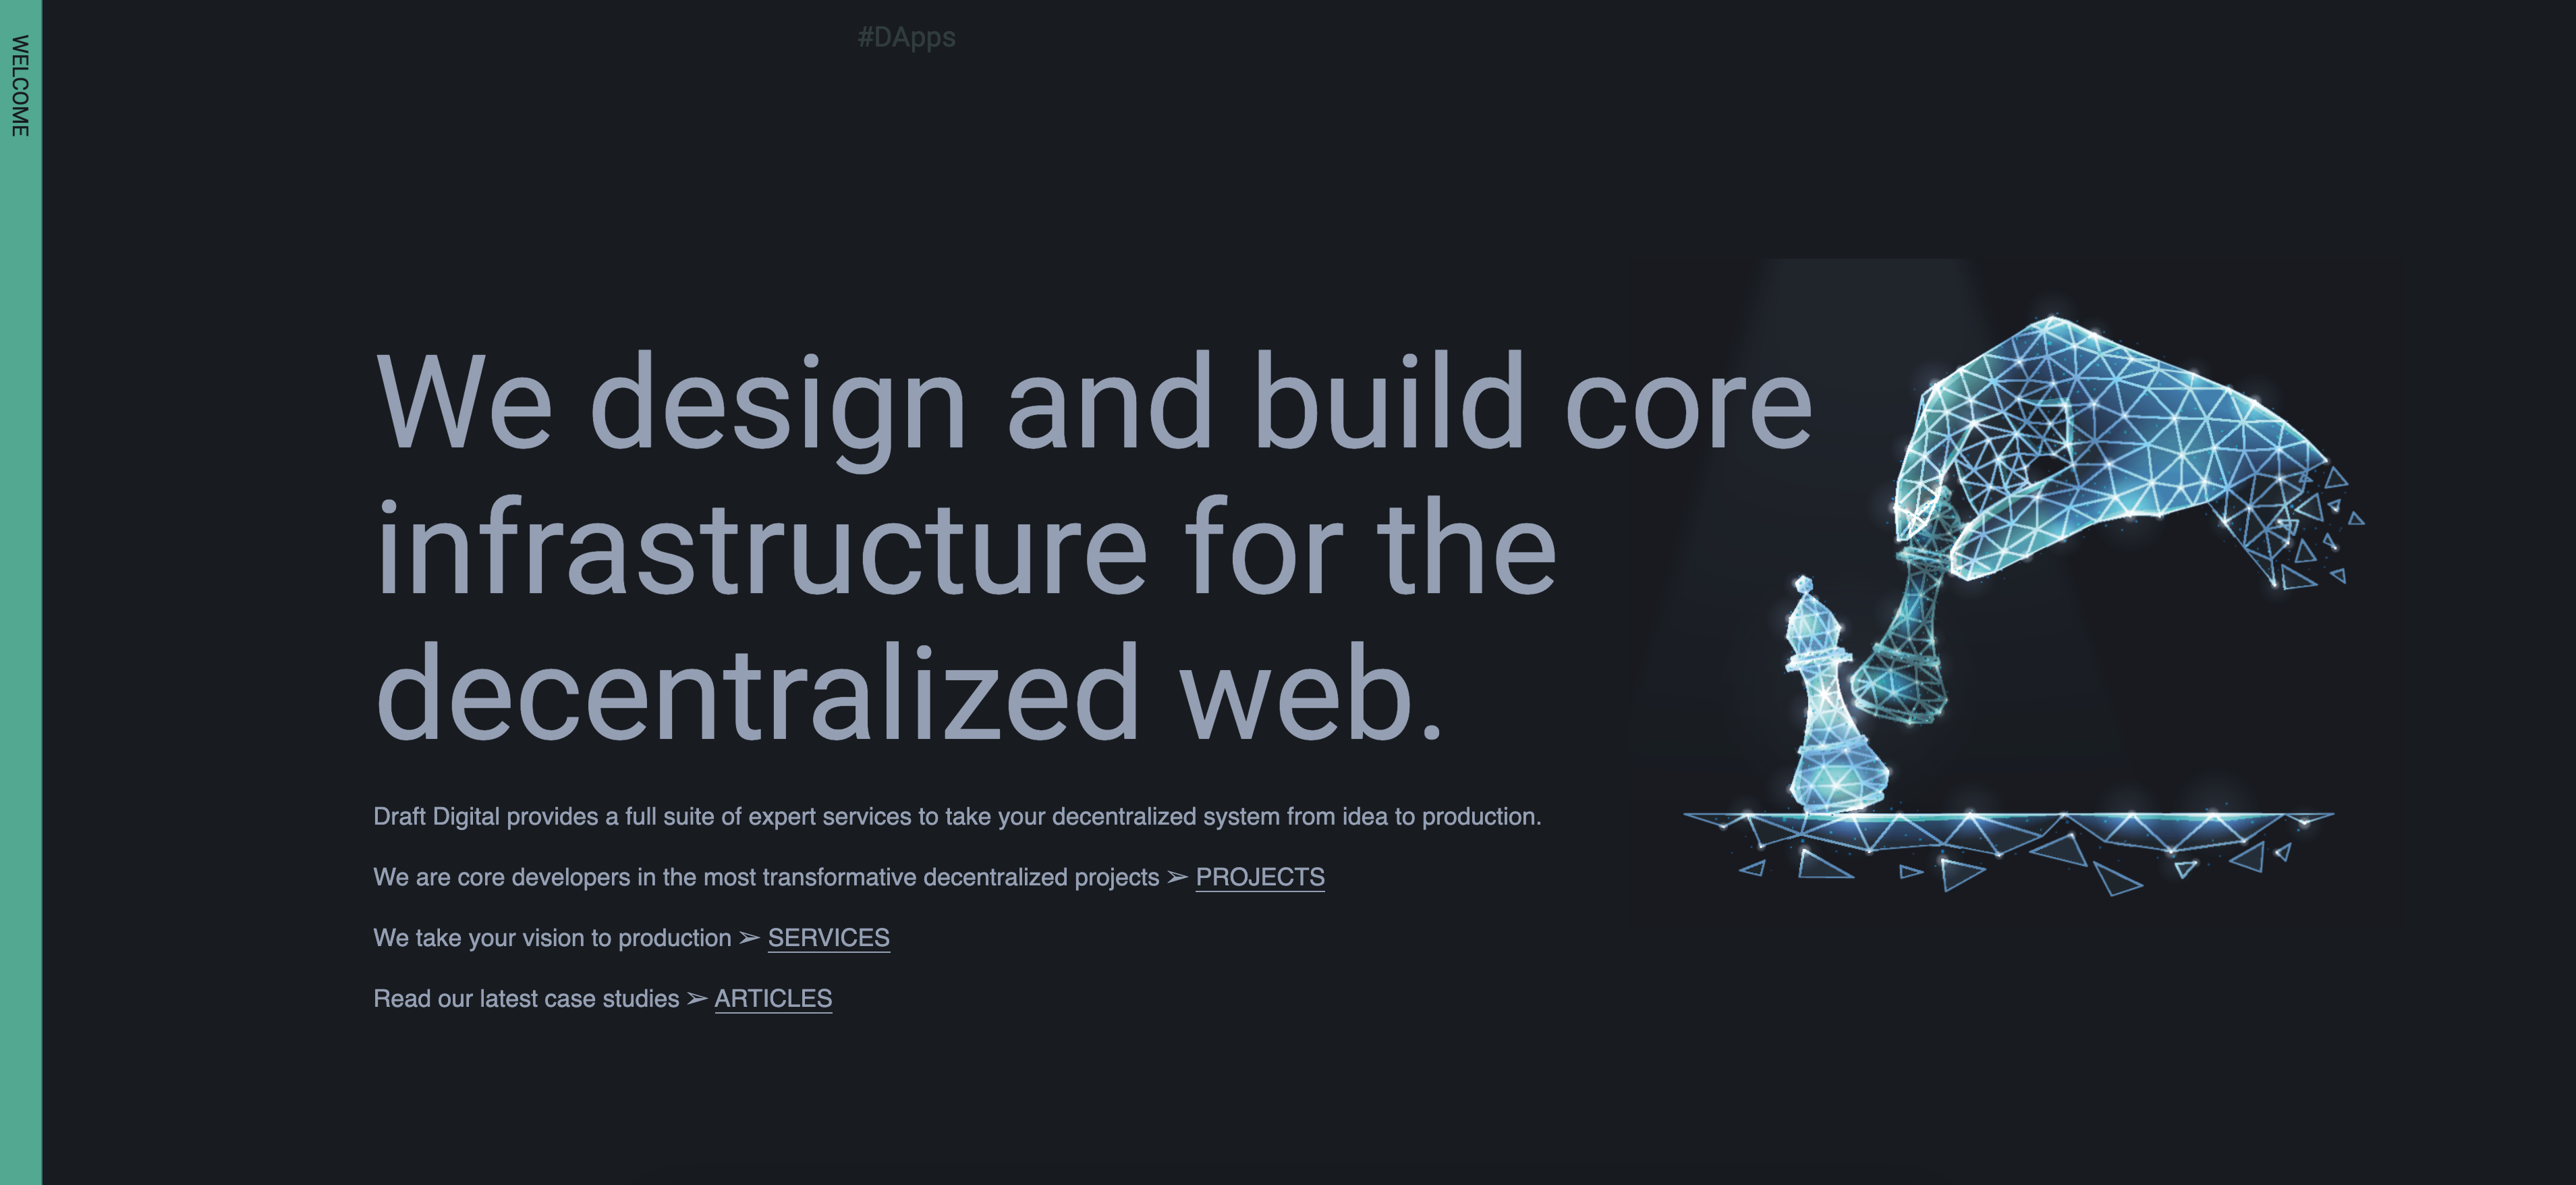 WELCOME
#DApps
We design and build core
infrastructure for the
decentralized web.
Draft Digital provides a full suite of expert services to take your decentralized system from idea to production.
We are core developers in the most transformative decentralized projects ➢ PROJECTS
We take your vision to production ➢ SERVICES
Read our latest case studies ➢ ARTICLES